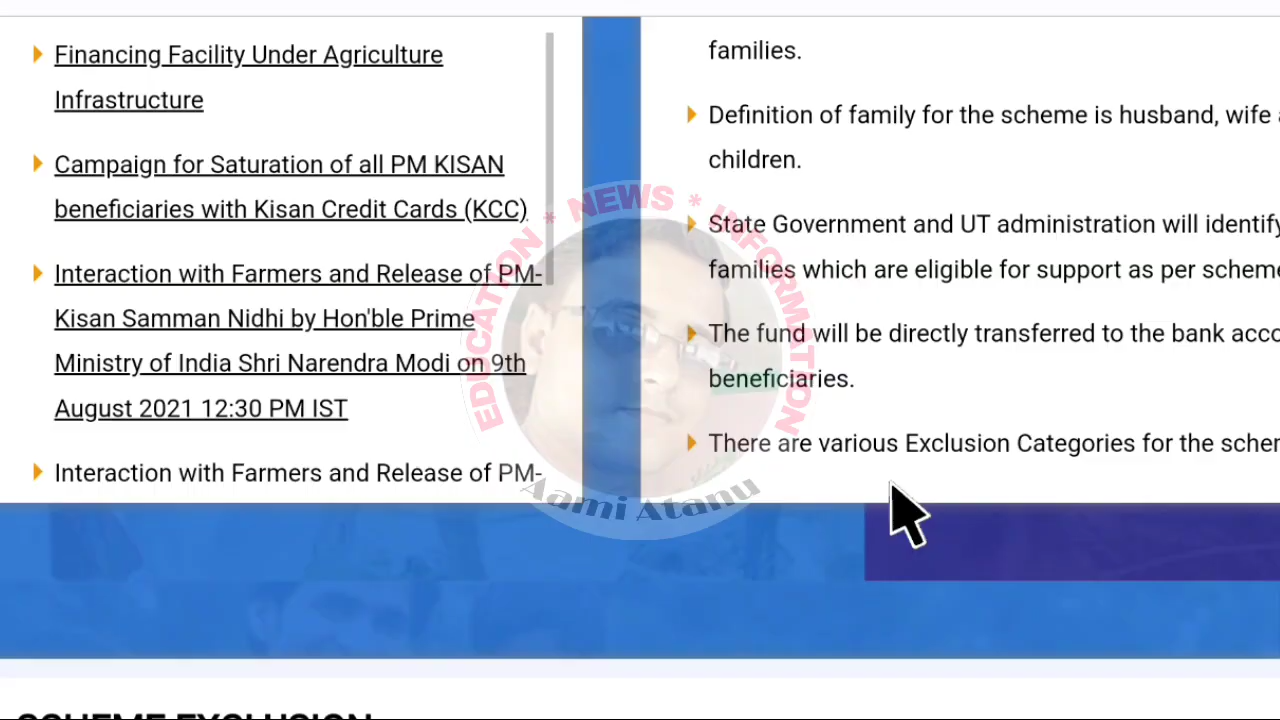 Financing Facility Under Agriculture
Infrastructure
Campaign for Saturation of all PM KISAN
beneficiaries with Kisan Credit Cards (KCC)
Interaction with Farmers and Release of PM-
Kisan Samman Nidhi by Hon'ble Prime
Ministry of India Shri Narendra Modi on 9th
August 2021 12:30 PM IST
Interaction with Farmers and Release of PM-
families.
Definition of family for the scheme is husband, wife
children.
State Government and UT administration will identify
families which are eligible for support as per scheme
The fund will be directly transferred to the bank
beneficiaries.
There are various Exclusion Categories for the
EDUCATION * NEWS * INFORMATION
Aami Atanu
SCHEME EXCLUSION